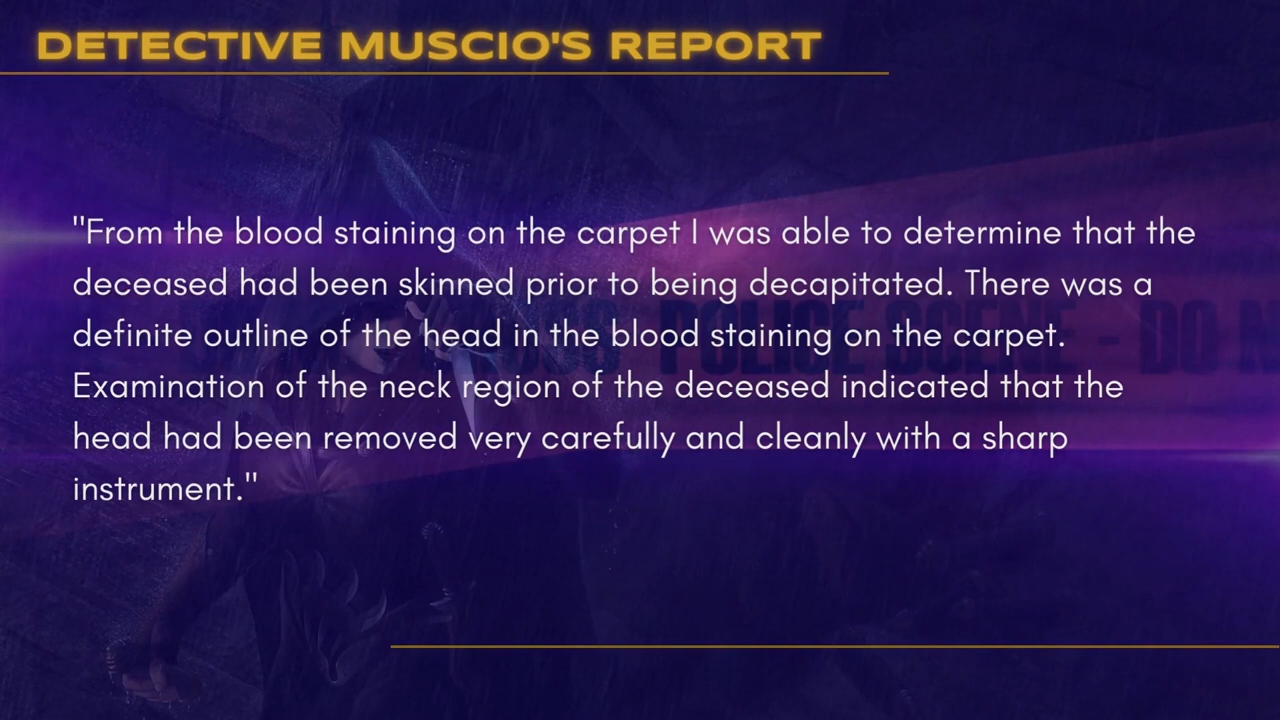 DETECTIVE MUSCIO'S REPORT
"From the blood staining on the carpet I was able to determine that the
deceased had been skinned prior to being decapitated. There was a
definite outline of the head in the blood staining on the carpet.
POLICE SCENE - DO N
Examination of the neck region of the deceased indicated that the
head had been removed very carefully and cleanly with a sharp
instrument."